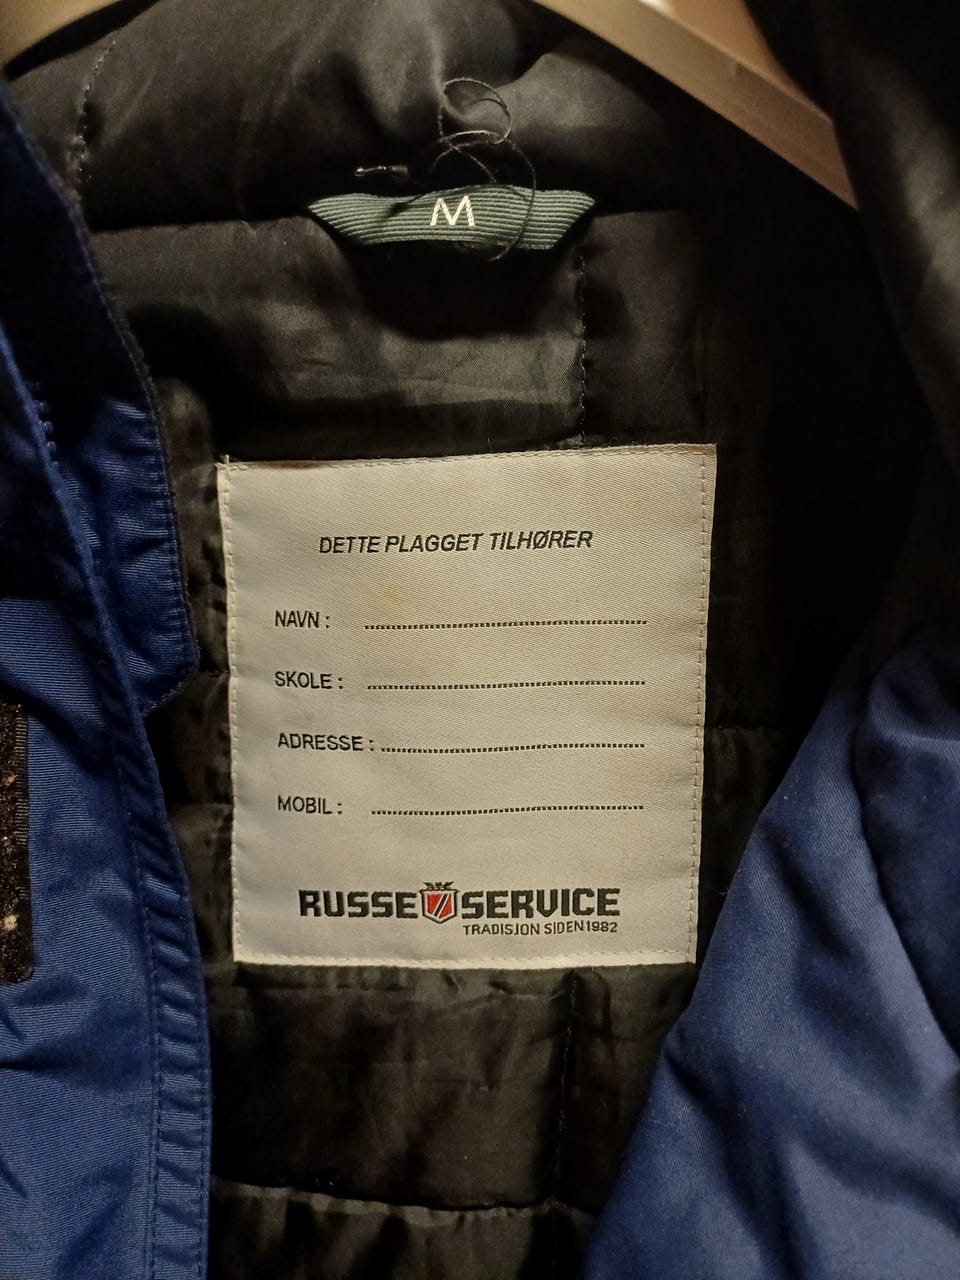 M
DETTE PLAGGET TILHØRER
NAVN : ................................................
SKOLE : ................................................
ADRESSE : ................................................
MOBIL : ................................................
RUSSE SERVICE
TRADISJON SIDEN 1982